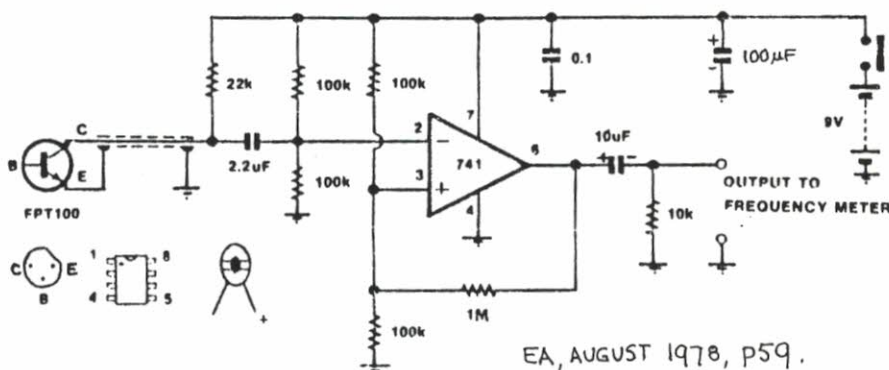 0.1
100µF
22k
100k
100k
9V
C
B
E
FPT100
2.2uF
100k
2
3
7
741
4
6
10uF
10k
OUTPUT TO
FREQUENCY METER
C
E
B
1
8
4
5
+
1M
100k
EA, AUGUST 1978, P59.